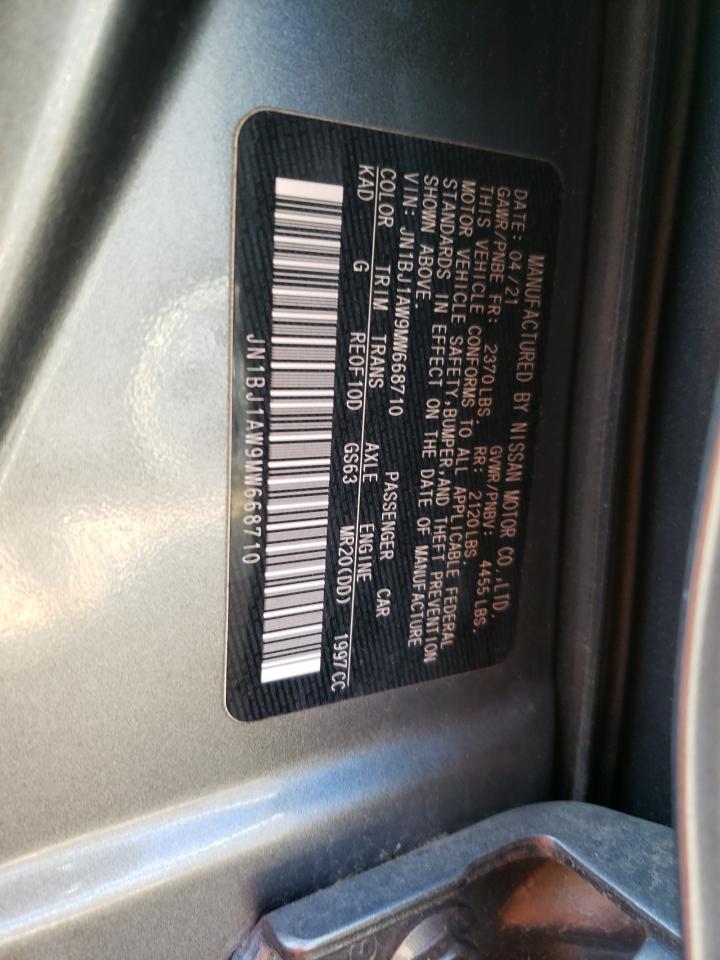 MANUFACTURED BY NISSAN MOTOR CO.,LTD.
DATE: 04/21 GVWR/PNBV: 4455LBS.
GAWR/PNBE FR: 2370LBS. RR: 2120LBS.
THIS VEHICLE CONFORMS TO ALL APPLICABLE FEDERAL
MOTOR VEHICLE SAFETY,BUMPER,AND THEFT PREVENTION
STANDARDS IN EFFECT ON THE DATE OF MANUFACTURE
SHOWN ABOVE.
VIN: JN1BJ1AW9MW668710 PASSENGER CAR
COLOR TRIM TRANS AXLE ENGINE
KAD G REOF10D GS63 MR20(DD) 1997CC
JN1BJ1AW9MW668710